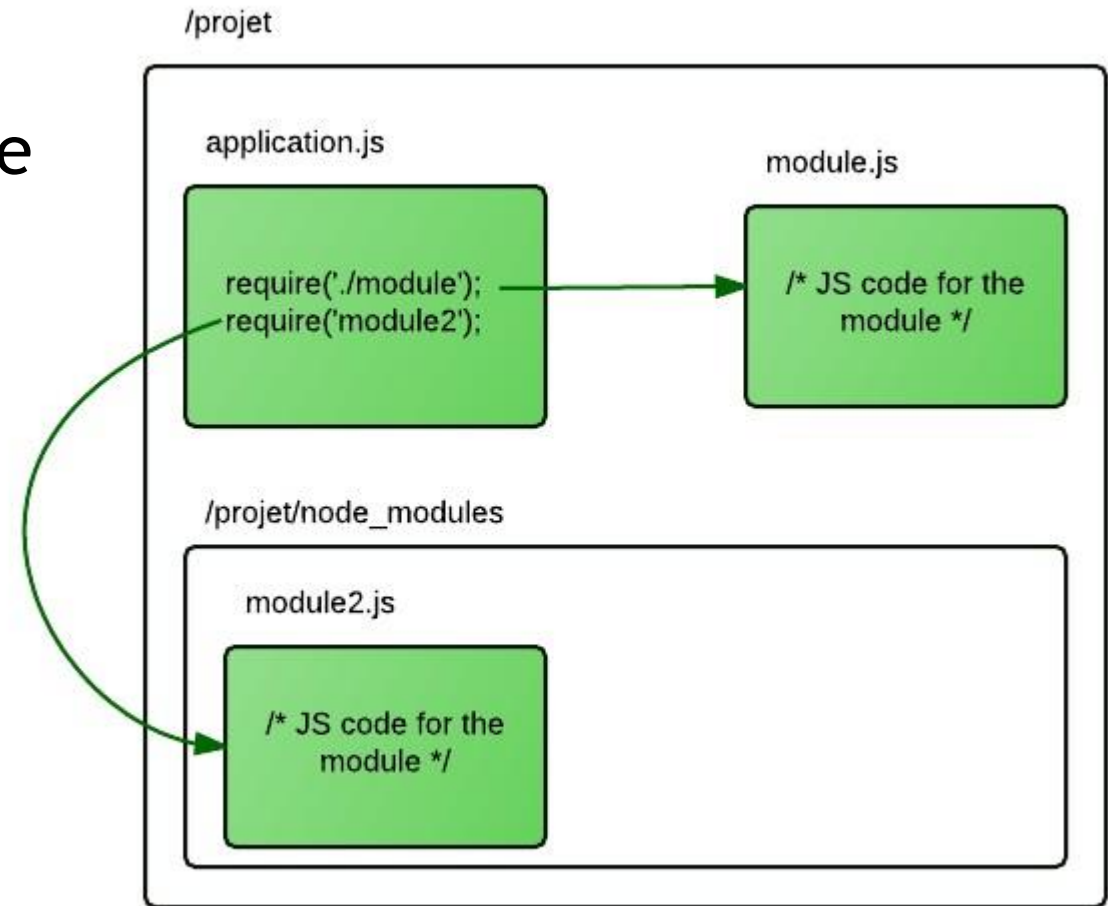 /projet
e
application.js
module.js
require('./module');
require('module2');
/* JS code for the
module */
/projet/node_modules
module2.js
/* JS code for the
module */